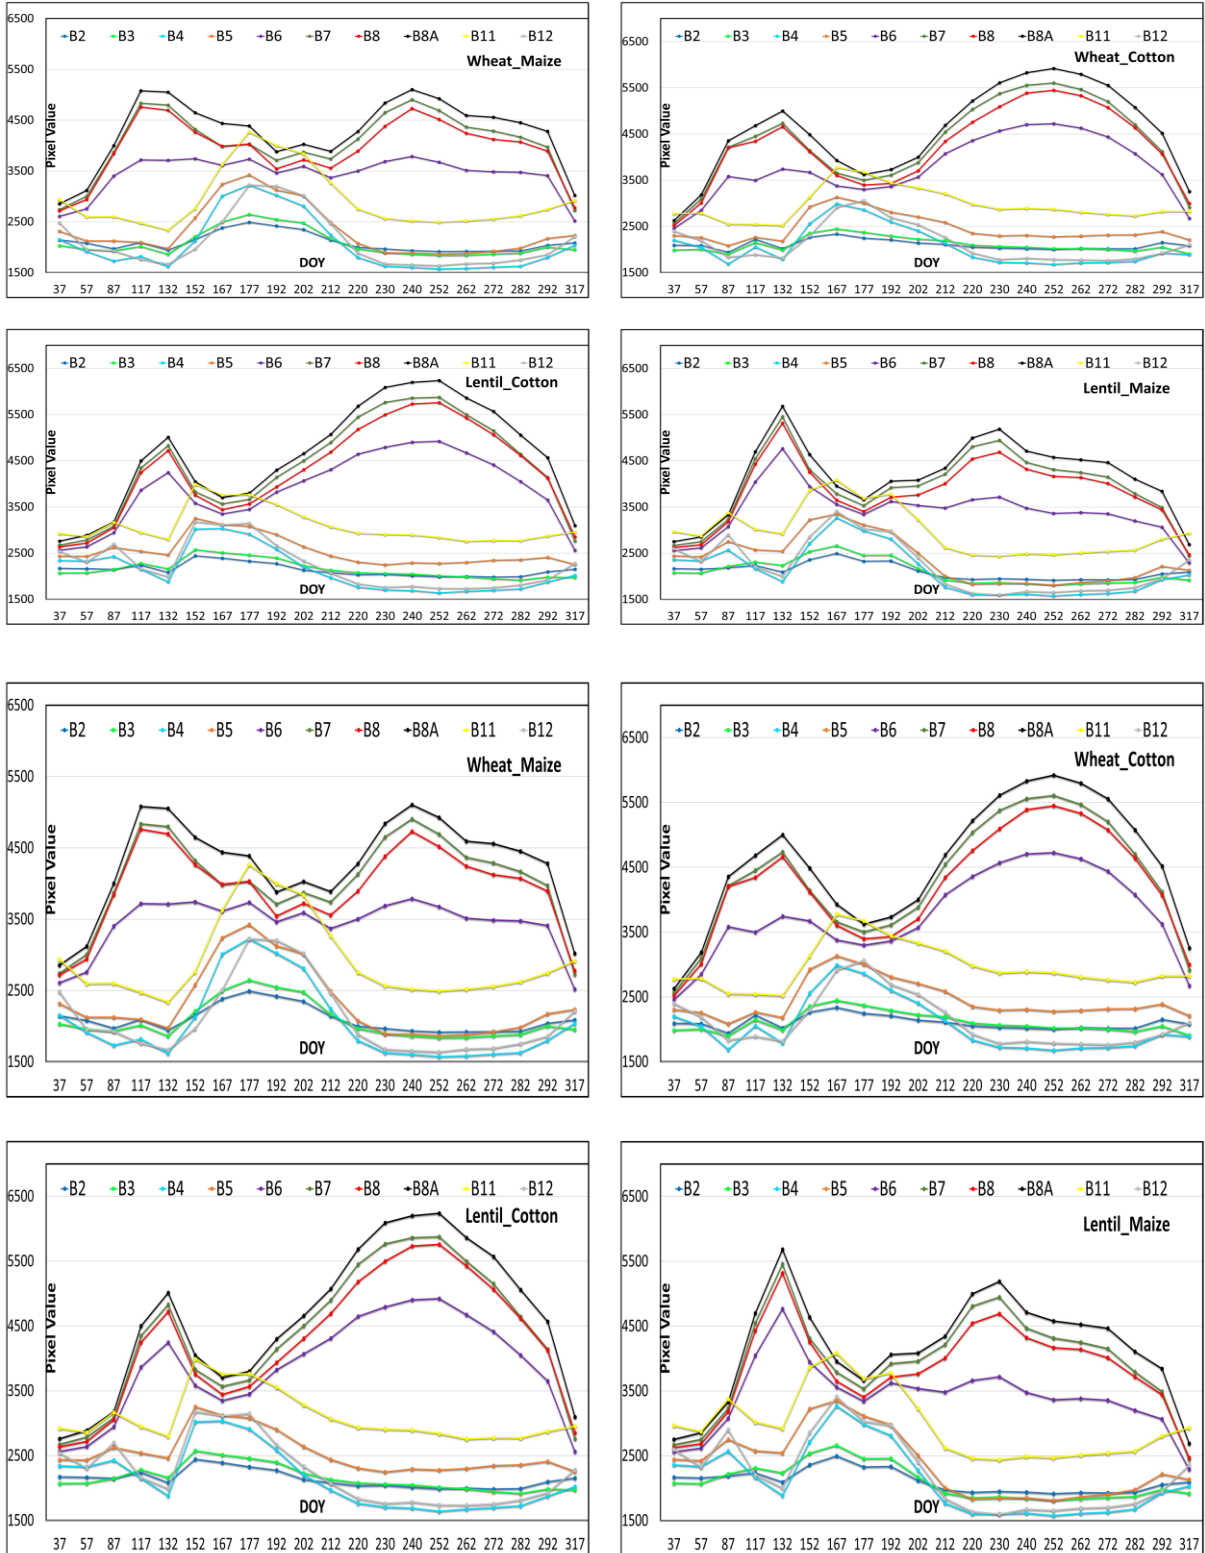 6500
B2 B3 B4 B5 B6 B7 B8 B8A B11 B12
Wheat_Maize
5500
Pixel Value
4500
3500
2500
DOY
1500
37 57 87 117 132 152 167 177 192 202 212 220 230 240 252 262 272 282 292 317
B2 B3 B4 B5 B6 B7 B8 B8A B11 B12
6500
Wheat_Cotton
5500
Pixel Value
4500
3500
2500
DOY
1500
37 57 87 117 132 152 167 177 192 202 212 220 230 240 252 262 272 282 292 317
B2 B3 B4 B5 B6 B7 B8 B8A B11 B12
6500
Lentil_Cotton
5500
Pixel Value
4500
3500
2500
DOY
1500
37 57 87 117 132 152 167 177 192 202 212 220 230 240 252 262 272 282 292 317
B2 B3 B4 B5 B6 B7 B8 B8A B11 B12
6500
Lentil_Maize
5500
Pixel Value
4500
3500
2500
DOY
1500
37 57 87 117 132 152 167 177 192 202 212 220 230 240 252 262 272 282 292 317
6500
B2 B3 B4 B5 B6 B7 B8 B8A B11 B12
Wheat_Maize
5500
Pixel Value
4500
3500
2500
DOY
1500
37 57 87 117 132 152 167 177 192 202 212 220 230 240 252 262 272 282 292 317
B2 B3 B4 B5 B6 B7 B8 B8A B11 B12
6500
Wheat_Cotton
5500
Pixel Value
4500
3500
2500
DOY
1500
37 57 87 117 132 152 167 177 192 202 212 220 230 240 252 262 272 282 292 317
B2 B3 B4 B5 B6 B7 B8 B8A B11 B12
6500
Lentil_Cotton
5500
Pixel Value
4500
3500
2500
DOY
1500
37 57 87 117 132 152 167 177 192 202 212 220 230 240 252 262 272 282 292 317
B2 B3 B4 B5 B6 B7 B8 B8A B11 B12
6500
Lentil_Maize
5500
Pixel Value
4500
3500
2500
DOY
1500
37 57 87 117 132 152 167 177 192 202 212 220 230 240 252 262 272 282 292 317